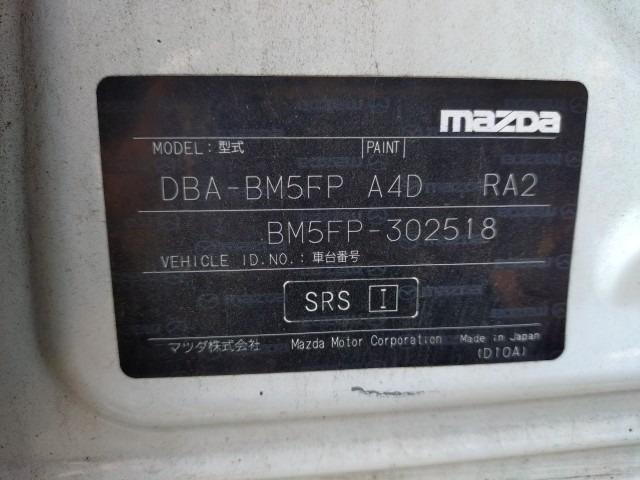 mazda
MODEL: 型式 PAINT
DBA-BM5FP A4D RA2
BM5FP-302518
VEHICLE ID.NO.: 車台番号
SRS I
マツダ株式会社 Mazda Motor Corporation Made in Japan
(D10A)